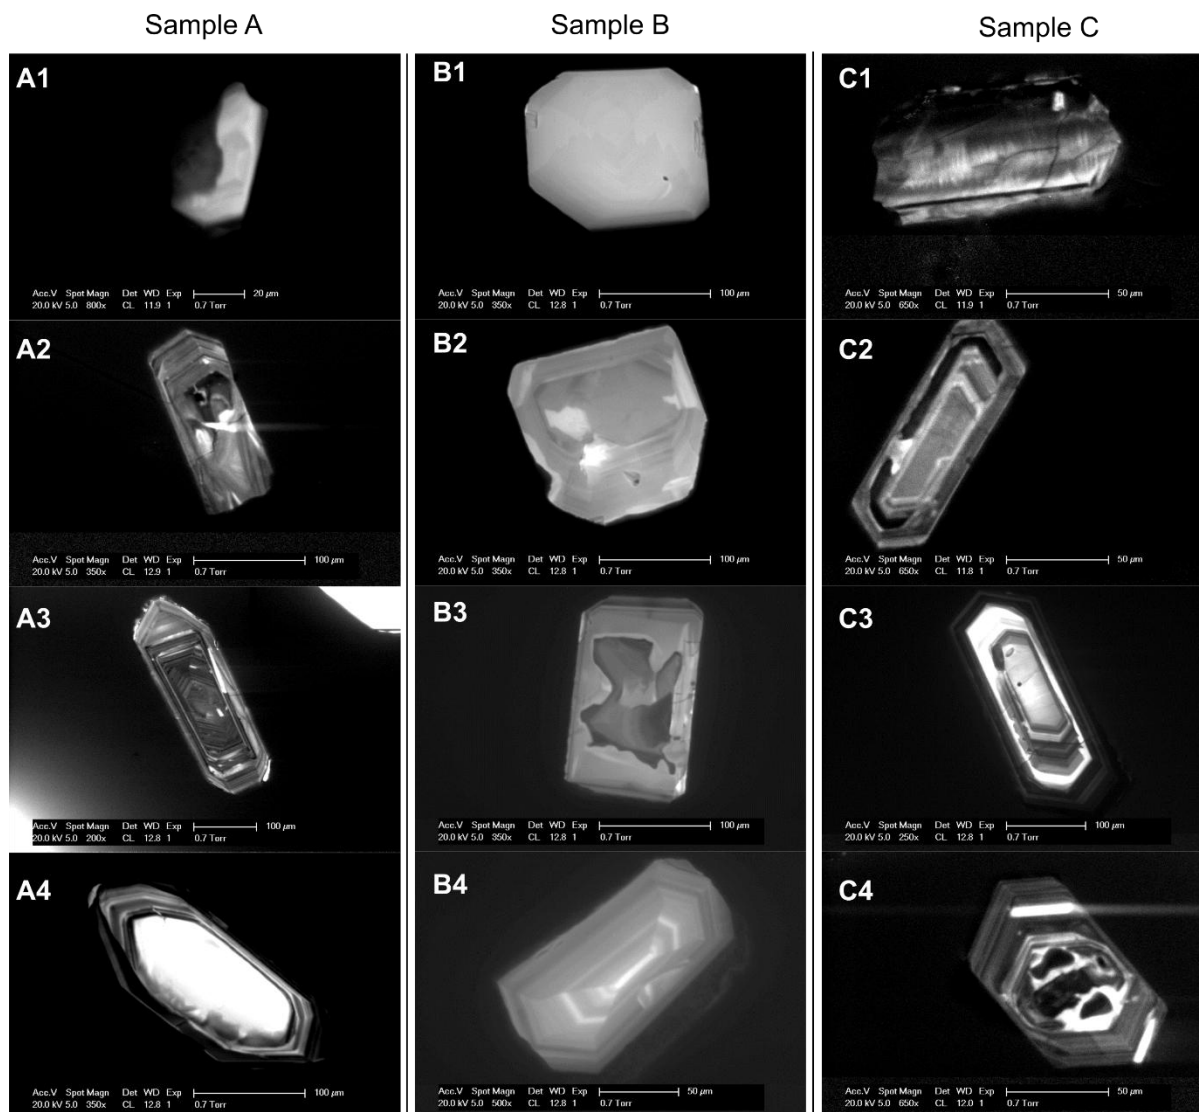 Sample A
Sample B
Sample C
A1
Acc.V Spot Magn Det WD Exp 20 µm
20.0 kV 5.0 800x CL 11.9 1 0.7 Torr
B1
Acc.V Spot Magn Det WD Exp 100 µm
20.0 kV 5.0 350x CL 12.8 1 0.7 Torr
C1
Acc.V Spot Magn Det WD Exp 50 µm
20.0 kV 5.0 650x CL 11.9 1 0.7 Torr
A2
Acc.V Spot Magn Det WD Exp 100 µm
20.0 kV 5.0 350x CL 12.9 1 0.7 Torr
B2
Acc.V Spot Magn Det WD Exp 100 µm
20.0 kV 5.0 350x CL 12.8 1 0.7 Torr
C2
Acc.V Spot Magn Det WD Exp 50 µm
20.0 kV 5.0 650x CL 11.8 1 0.7 Torr
A3
Acc.V Spot Magn Det WD Exp 100 µm
20.0 kV 5.0 200x CL 12.8 1 0.7 Torr
B3
Acc.V Spot Magn Det WD Exp 100 µm
20.0 kV 5.0 350x CL 12.8 1 0.7 Torr
C3
Acc.V Spot Magn Det WD Exp 100 µm
20.0 kV 5.0 250x CL 12.8 1 0.7 Torr
A4
Acc.V Spot Magn Det WD Exp 100 µm
20.0 kV 5.0 350x CL 12.8 1 0.7 Torr
B4
Acc.V Spot Magn Det WD Exp 50 µm
20.0 kV 5.0 500x CL 12.8 1 0.7 Torr
C4
Acc.V Spot Magn Det WD Exp 50 µm
20.0 kV 5.0 650x CL 12.0 1 0.7 Torr